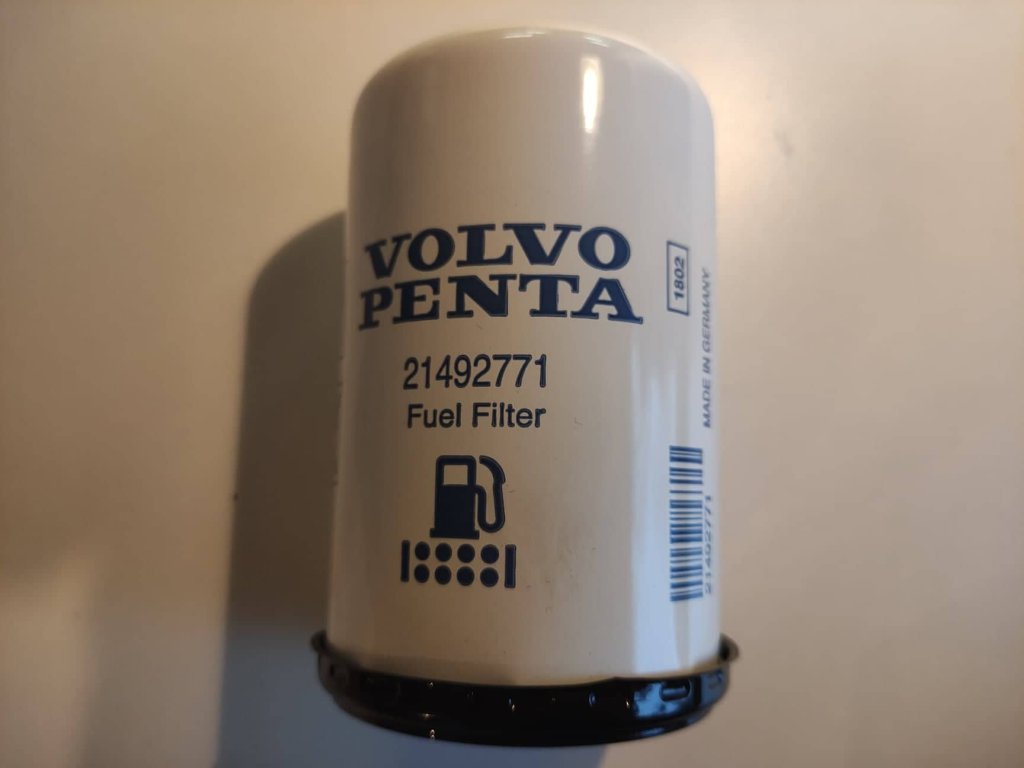 VOLVO
PENTA
21492771
Fuel Filter
1802
MADE IN GERMANY
21492771